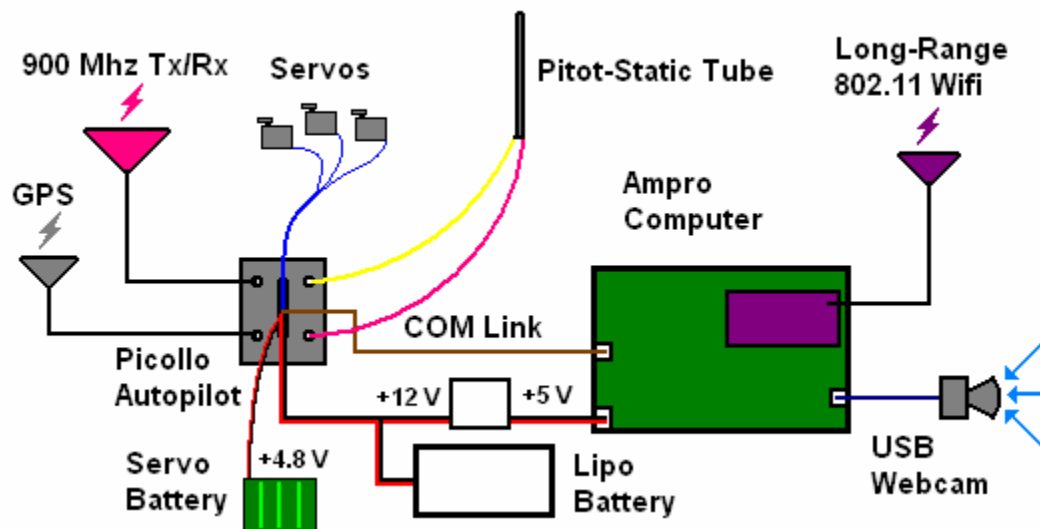 900 Mhz Tx/Rx
Servos
Pitot-Static Tube
Long-Range
802.11 Wifi
GPS
Ampro
Computer
COM Link
Picollo
Autopilot
+12 V
+5 V
Servo
Battery
+4.8 V
Lipo
Battery
USB
Webcam